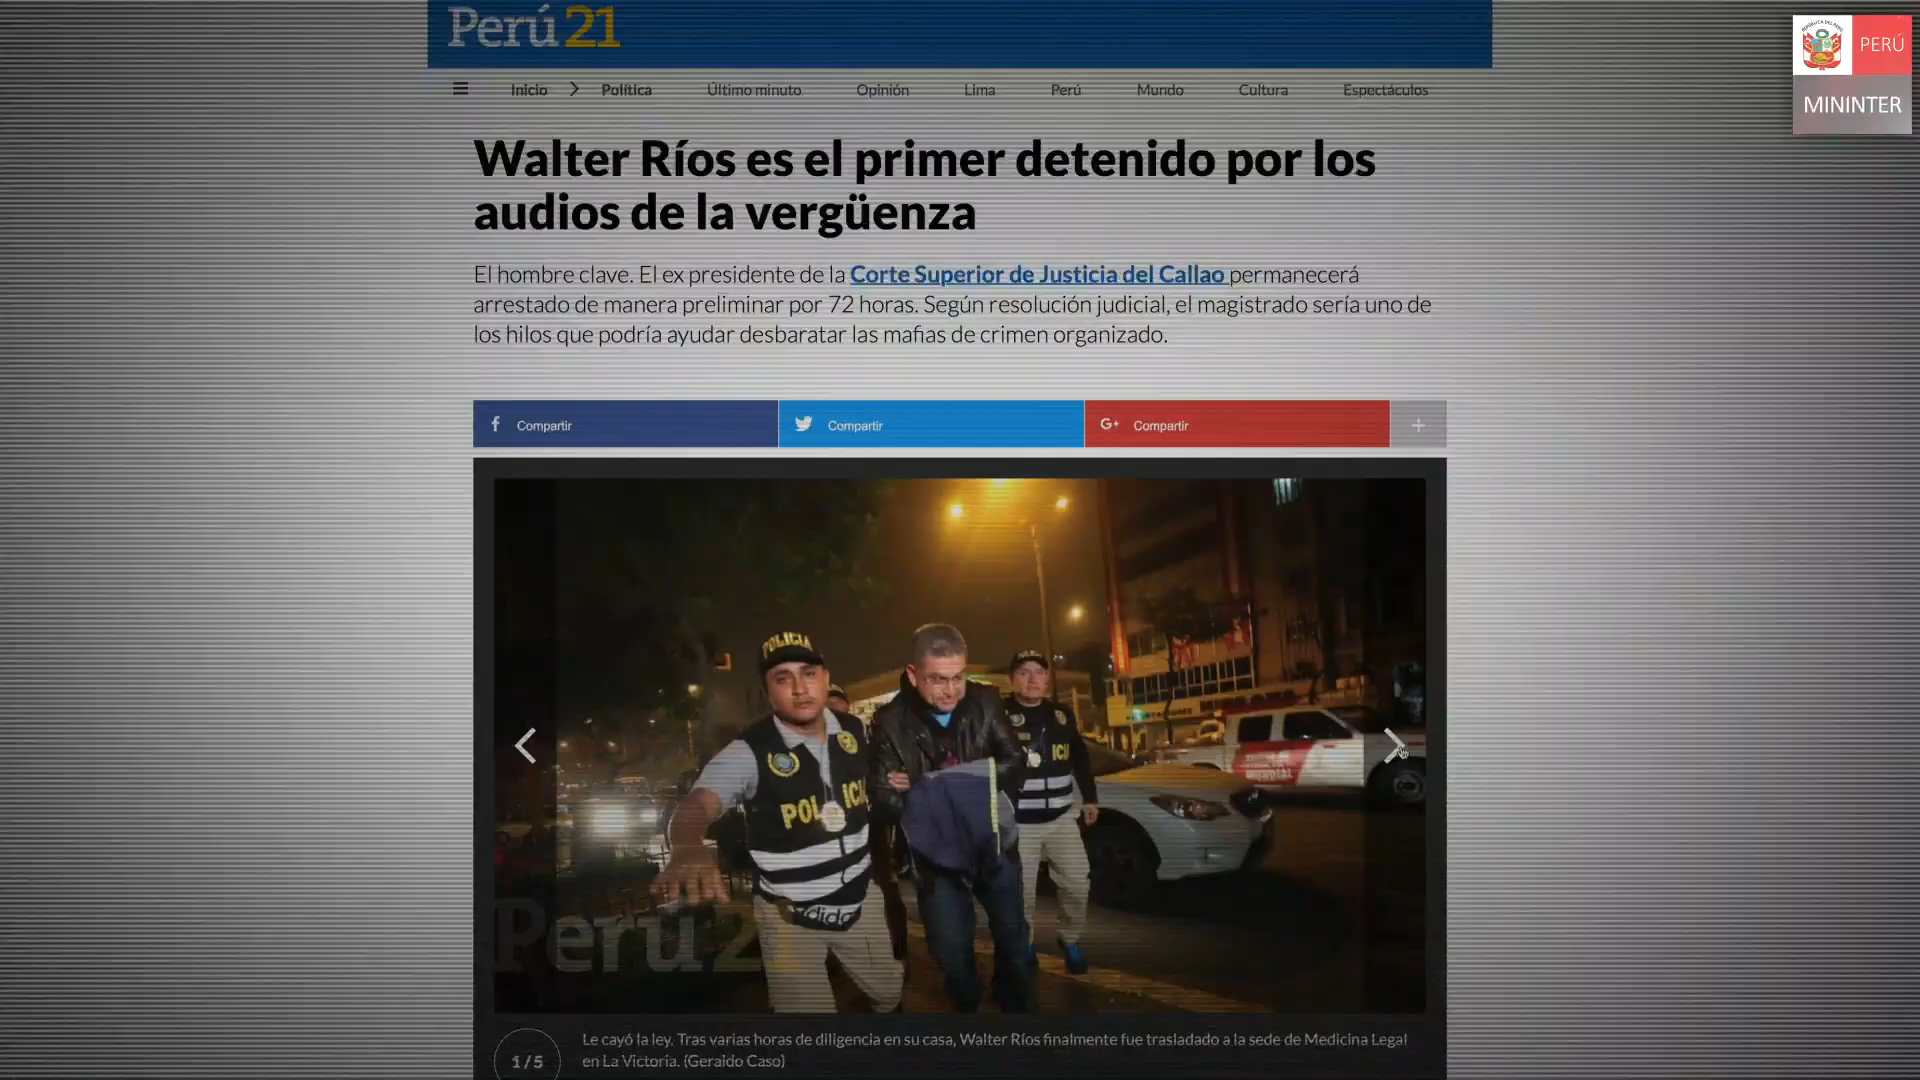 Perú21
PERÚ
MININTER
Inicio
Política
Último minuto
Opinión
Lima
Perú
Mundo
Cultura
Espectáculos
Walter Ríos es el primer detenido por los
audios de la vergüenza
El hombre clave. El ex presidente de la Corte Superior de Justicia del Callao permanecerá
arrestado de manera preliminar por 72 horas. Según resolución judicial, el magistrado sería uno de
los hilos que podría ayudar desbaratar las mafias de crimen organizado.
Compartir
Compartir
G+ Compartir
+
POLICIA
POLICIA
Perú21
1 / 5
Le cayó la ley. Tras varias horas de diligencia en su casa, Walter Ríos finalmente fue trasladado a la sede de Medicina Legal
en La Victoria. (Geraldo Caso)